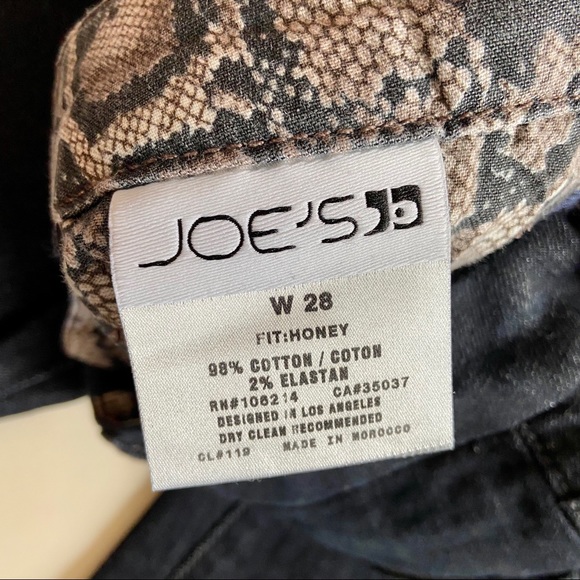 JOE'S
W 28
FIT:HONEY
98% COTTON / COTON
2% ELASTAN
RN#106214 CA#35037
DESIGNED IN LOS ANGELES
DRY CLEAN RECOMMENDED
CL#119 MADE IN MOROCCO